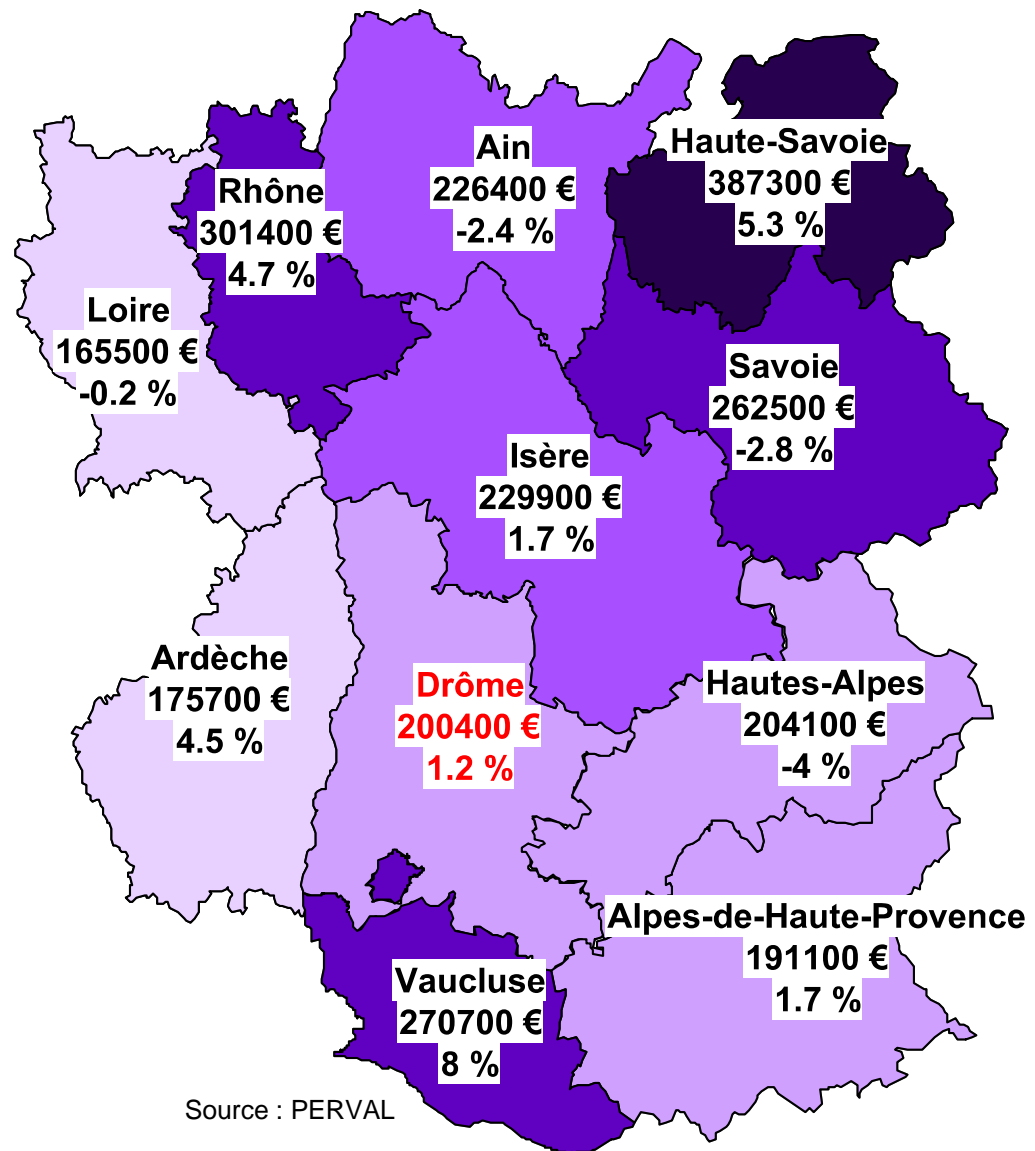 Ain
226400 €
-2.4 %
Haute-Savoie
387300 €
5.3 %
Rhône
301400 €
4.7 %
Loire
165500 €
-0.2 %
Savoie
262500 €
-2.8 %
Isère
229900 €
1.7 %
Ardèche
175700 €
4.5 %
Drôme
200400 €
1.2 %
Hautes-Alpes
204100 €
-4 %
Alpes-de-Haute-Provence
191100 €
1.7 %
Vaucluse
270700 €
8 %
Source : PERVAL